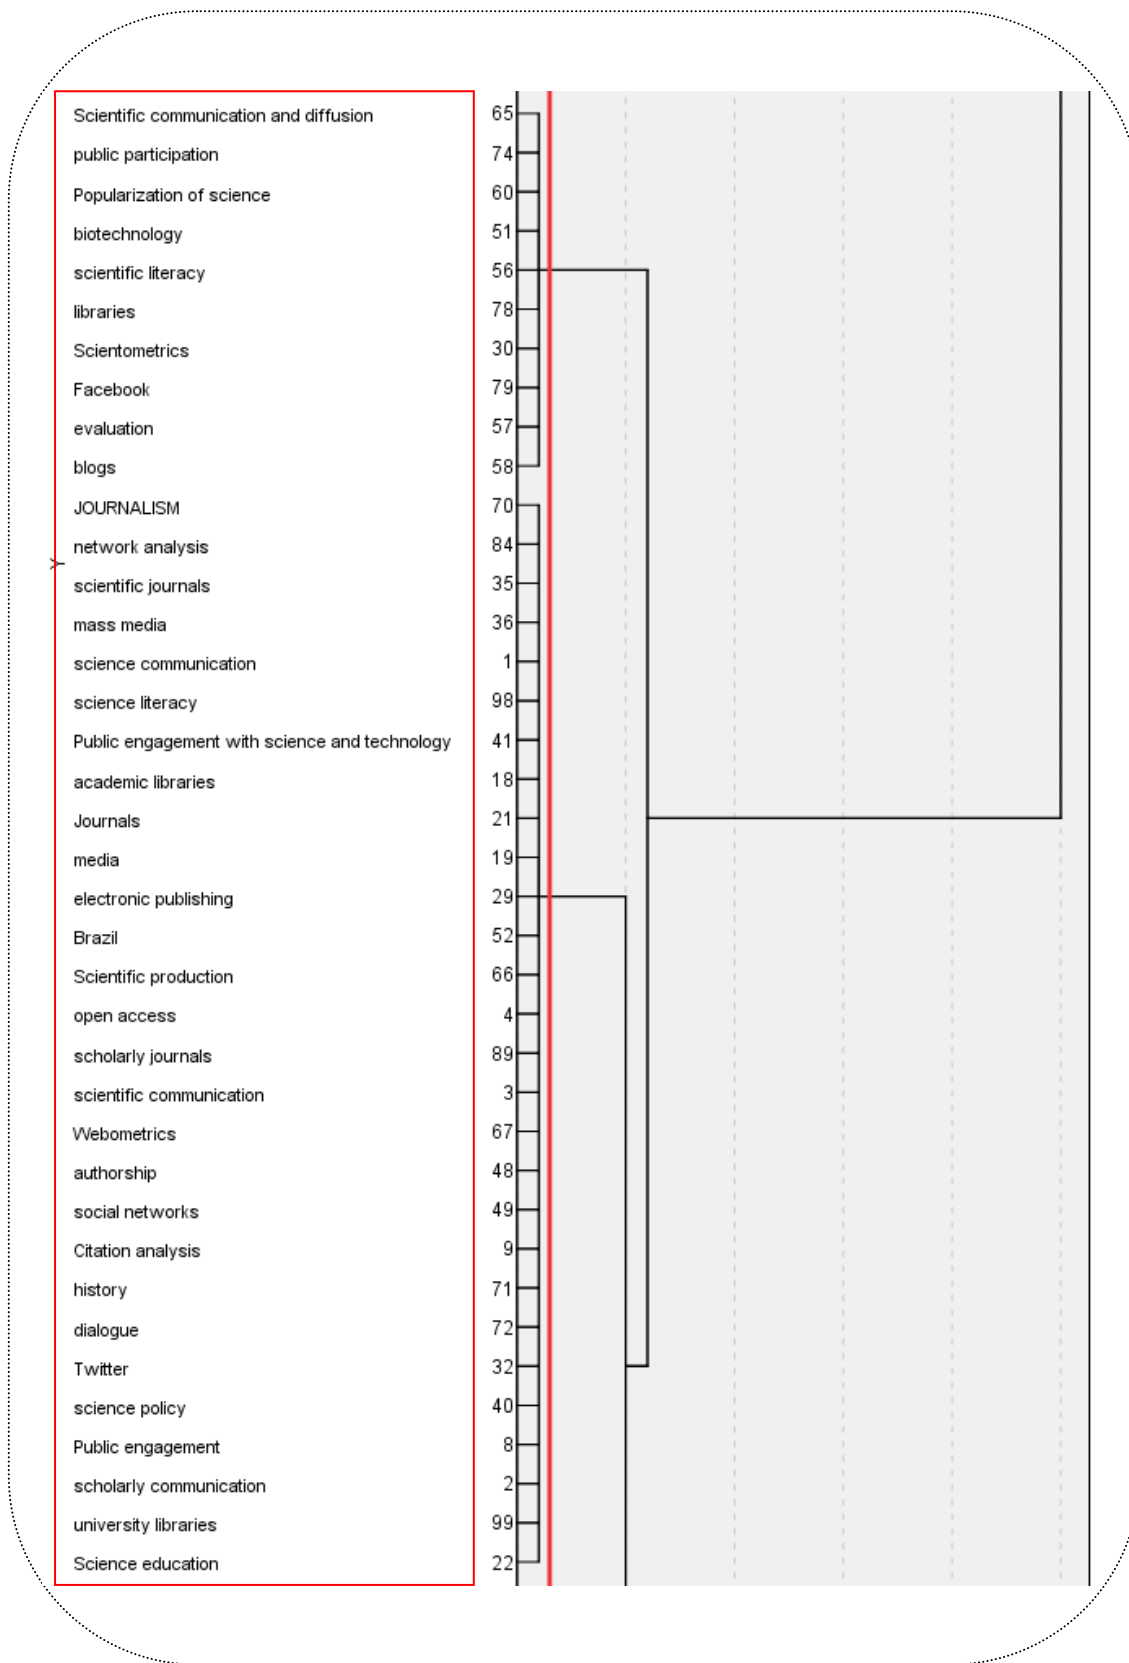 Scientific communication and diffusion 65
public participation 74
Popularization of science 60
biotechnology 51
scientific literacy 56
libraries 78
Scientometrics 30
Facebook 79
evaluation 57
blogs 58
JOURNALISM 70
network analysis 84
Y
scientific journals 35
mass media 36
science communication 1
science literacy 98
Public engagement with science and technology 41
academic libraries 18
Journals 21
media 19
electronic publishing 29
Brazil 52
Scientific production 66
open access 4
scholarly journals 89
scientific communication 3
Webometrics 67
authorship 48
social networks 49
Citation analysis 9
history 71
dialogue 72
Twitter 32
science policy 40
Public engagement 8
scholarly communication 2
university libraries 99
Science education 22